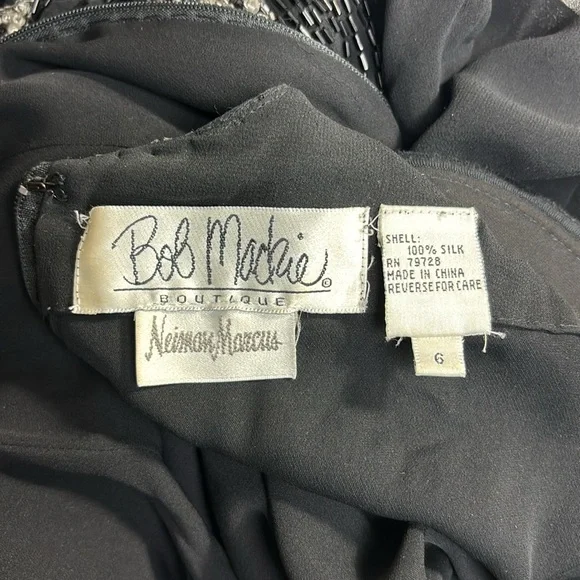 Bob Mackie ©
BOUTIQUE
Neiman Marcus
SHELL:
100% SILK
RN 79728
MADE IN CHINA
REVERSE FOR CARE
6